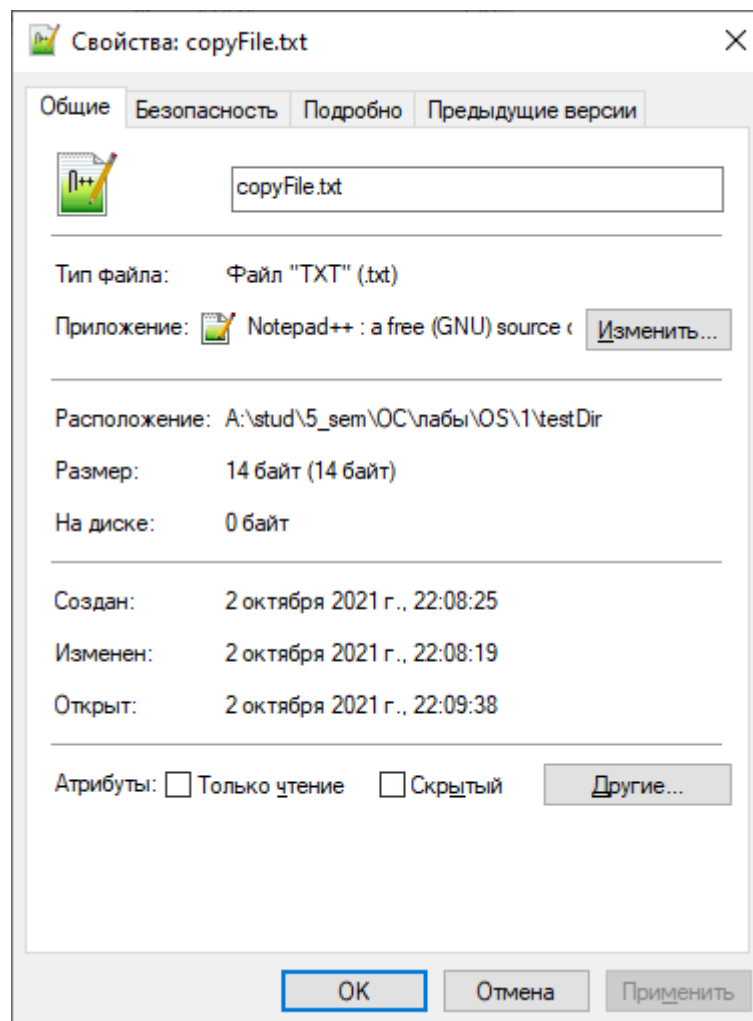 Свойства: copyFile.txt
Общие Безопасность Подробно Предыдущие версии
copyFile.txt
Тип файла: Файл "TXT" (.txt)
Приложение: Notepad++ : a free (GNU) source c Изменить...
Расположение: A:\stud\5_sem\ОС\лабы\OS\1\testDir
Размер: 14 байт (14 байт)
На диске: 0 байт
Создан: 2 октября 2021 г., 22:08:25
Изменен: 2 октября 2021 г., 22:08:19
Открыт: 2 октября 2021 г., 22:09:38
Атрибуты: Только чтение Скрытый Другие...
ОК Отмена Применить